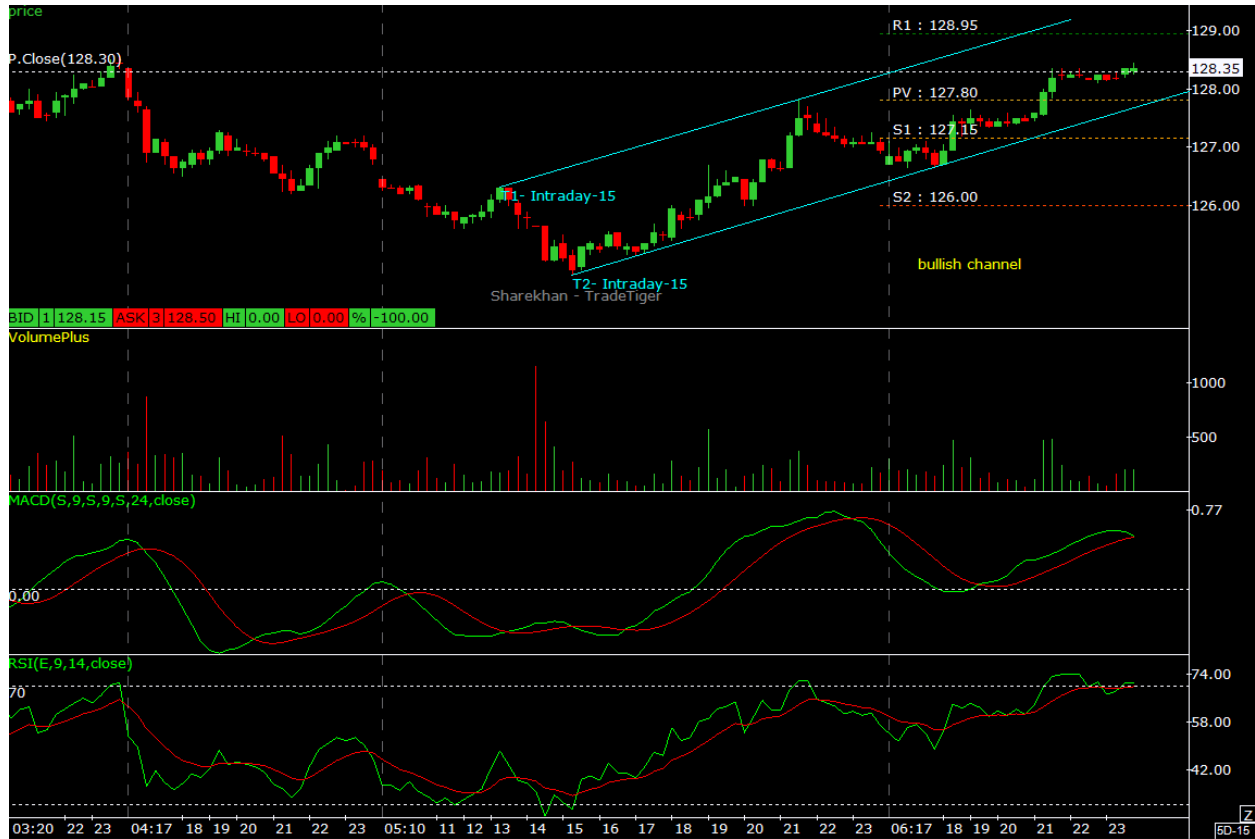 price
R1 : 128.95
129.00
P.Close(128.30)
128.35
128.00
PV : 127.80
S1 : 127.15
127.00
T1- Intraday-15
S2 : 126.00
126.00
bullish channel
T2- Intraday-15
Sharekhan - TradeTiger
BID 1 128.15 ASK 3 128.50 HI 0.00 LO 0.00 % -100.00
VolumePlus
1000
500
MACD(S,9,S,9,S,24,close)
0.77
0.00
RSI(E,9,14,close)
74.00
70
58.00
42.00
03:20 22 23 04:17 18 19 20 21 22 23 05:10 11 12 13 14 15 16 17 18 19 20 21 22 23 06:17 18 19 20 21 22 23
Z
5D-15